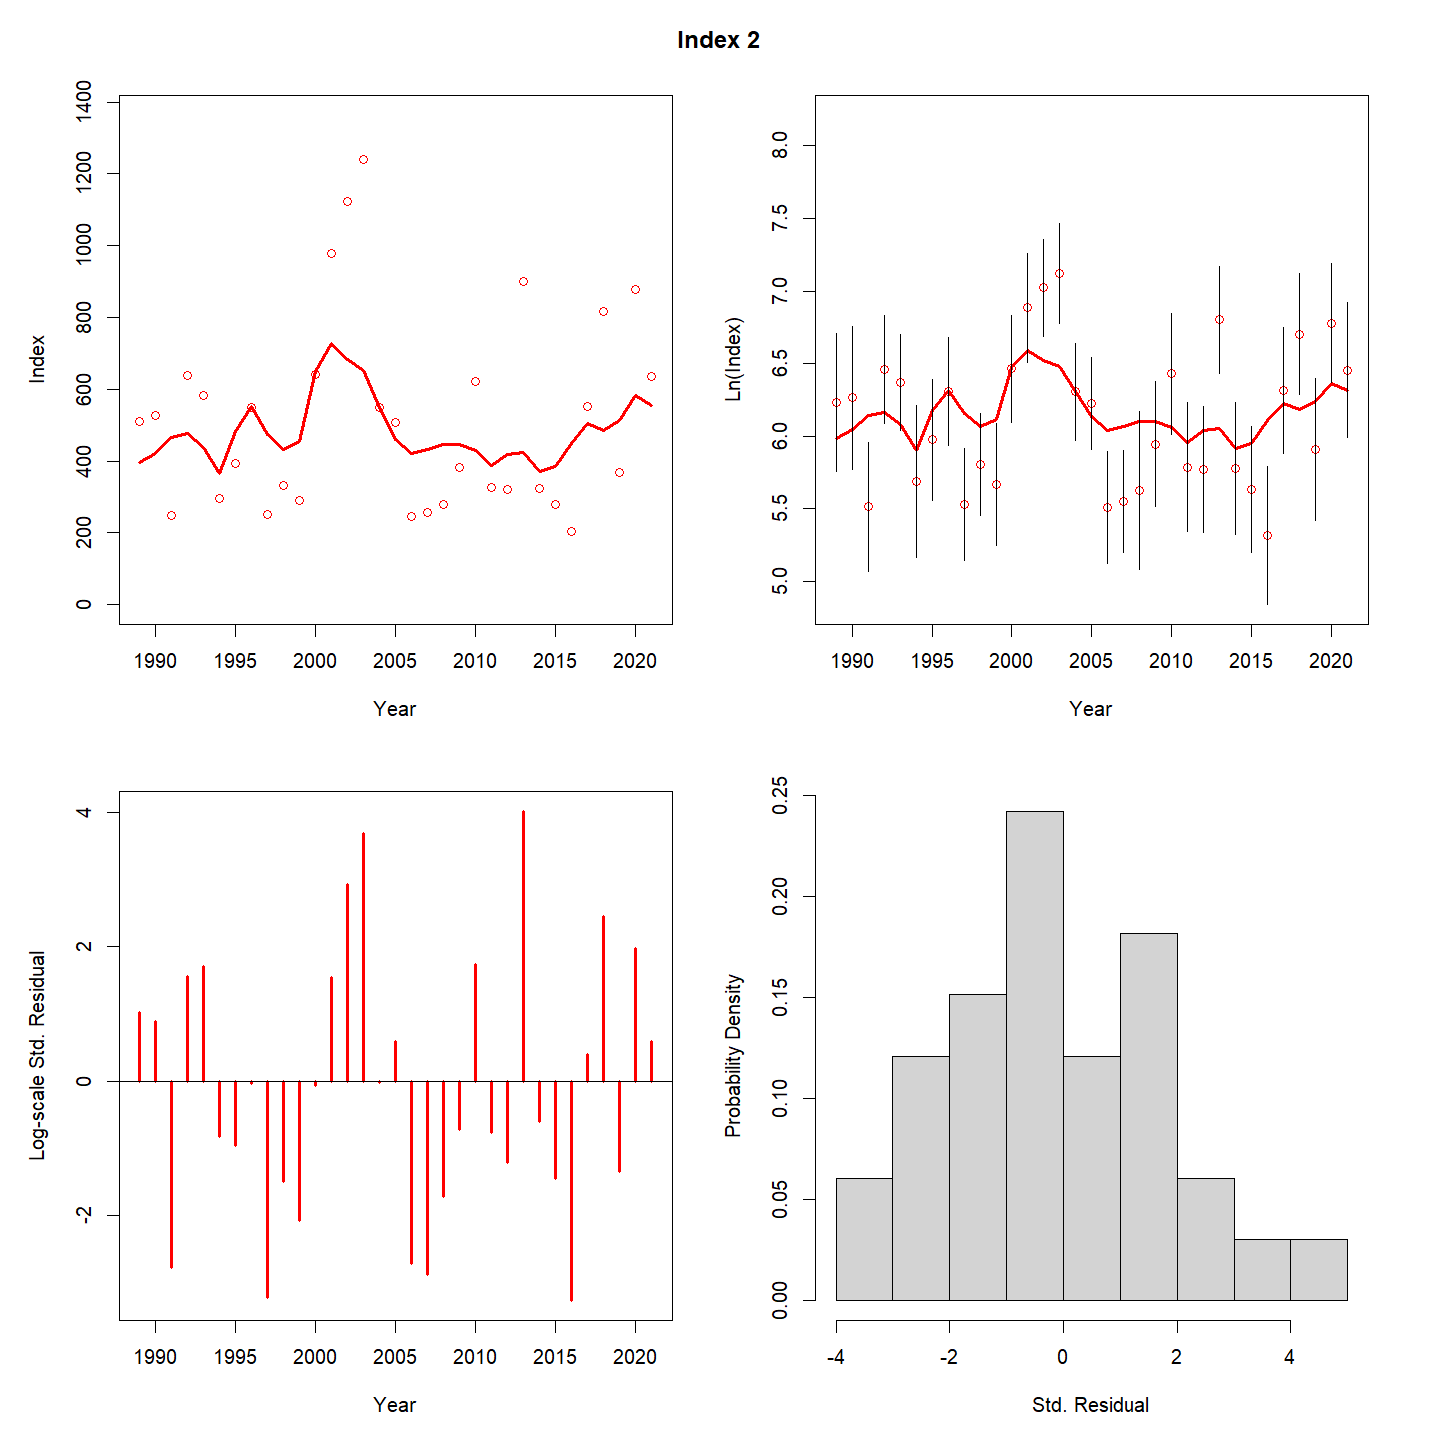 Index 2
Index
0 200 400 600 800 1000 1200 1400
1990 1995 2000 2005 2010 2015 2020
Year
Ln(Index)
5.0 5.5 6.0 6.5 7.0 7.5 8.0
1990 1995 2000 2005 2010 2015 2020
Year
Log-scale Std. Residual
-2 0 2 4
1990 1995 2000 2005 2010 2015 2020
Year
Probability Density
0.00 0.05 0.10 0.15 0.20 0.25
-4 -2 0 2 4
Std. Residual